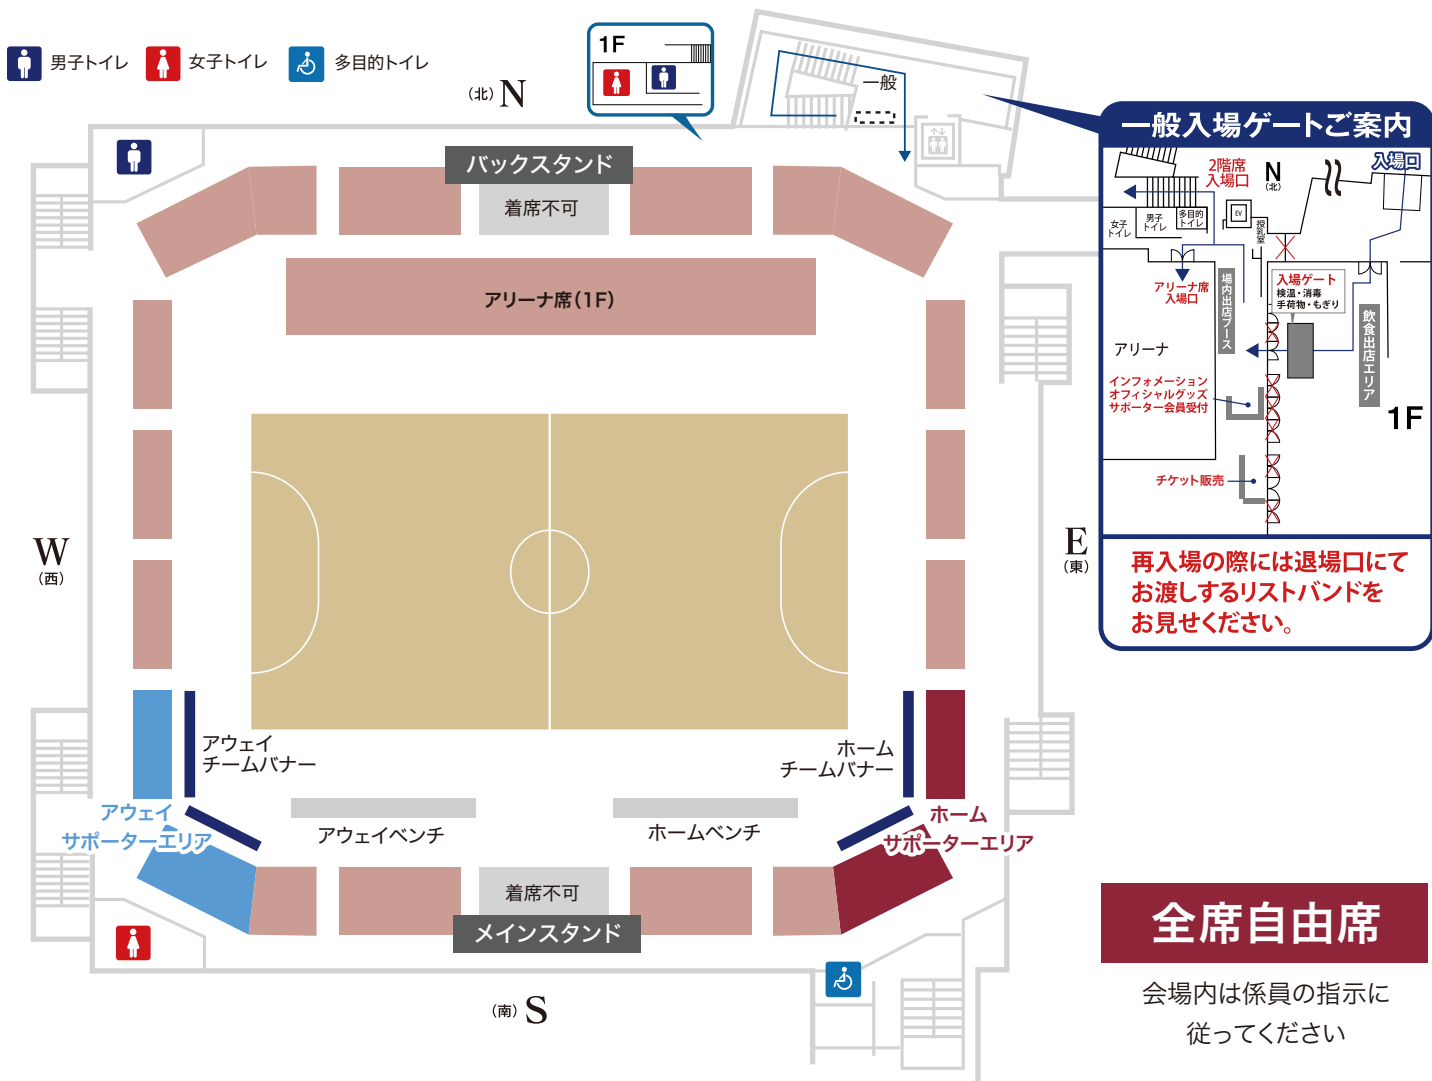 男子トイレ
女子トイレ
多目的トイレ
(北) N
1F
一般
バックスタンド
着席不可
アリーナ席(1F)
W
(西)
E
(東)
アウェイ
チームバナー
ホーム
チームバナー
アウェイ
サポーターエリア
アウェイベンチ
ホームベンチ
ホーム
サポーターエリア
着席不可
メインスタンド
(南) S
一般入場ゲートご案内
2階席
入場口
N
(北)
入場口
女子
トイレ
男子
トイレ
多目的
トイレ
EV
授乳室
アリーナ席
入場口
場内出店ブース
入場ゲート
検温・消毒
手荷物・もぎり
飲食出店エリア
アリーナ
インフォメーション
オフィシャルグッズ
サポーター会員受付
1F
チケット販売
再入場の際には退場口にて
お渡しするリストバンドを
お見せください。
全席自由席
会場内は係員の指示に
従ってください